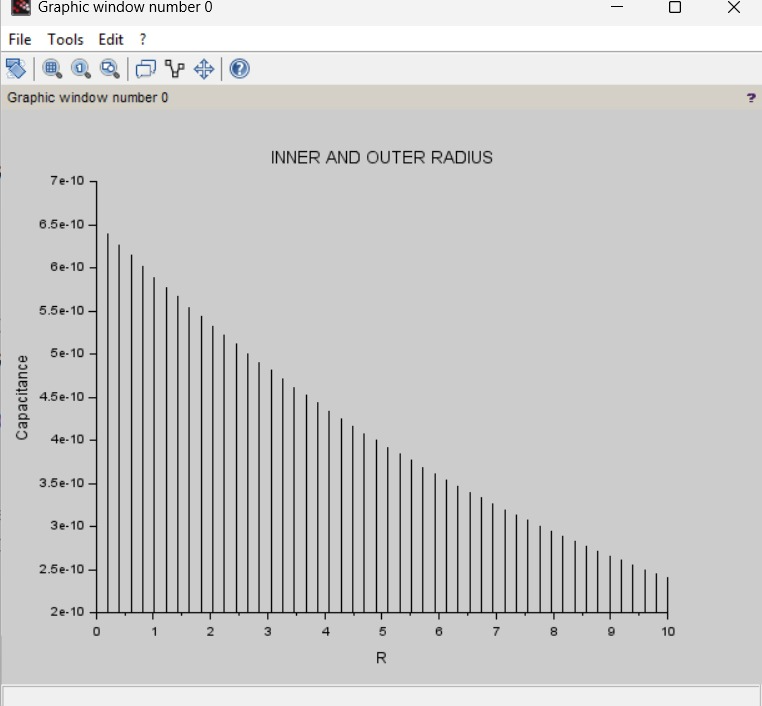 Graphic window number 0
File Tools Edit ?
Graphic window number 0 ?
INNER AND OUTER RADIUS
7e-10
6.5e-10
6e-10
5.5e-10
5e-10
4.5e-10
4e-10
3.5e-10
3e-10
2.5e-10
2e-10
Capacitance
0 1 2 3 4 5 6 7 8 9 10
R